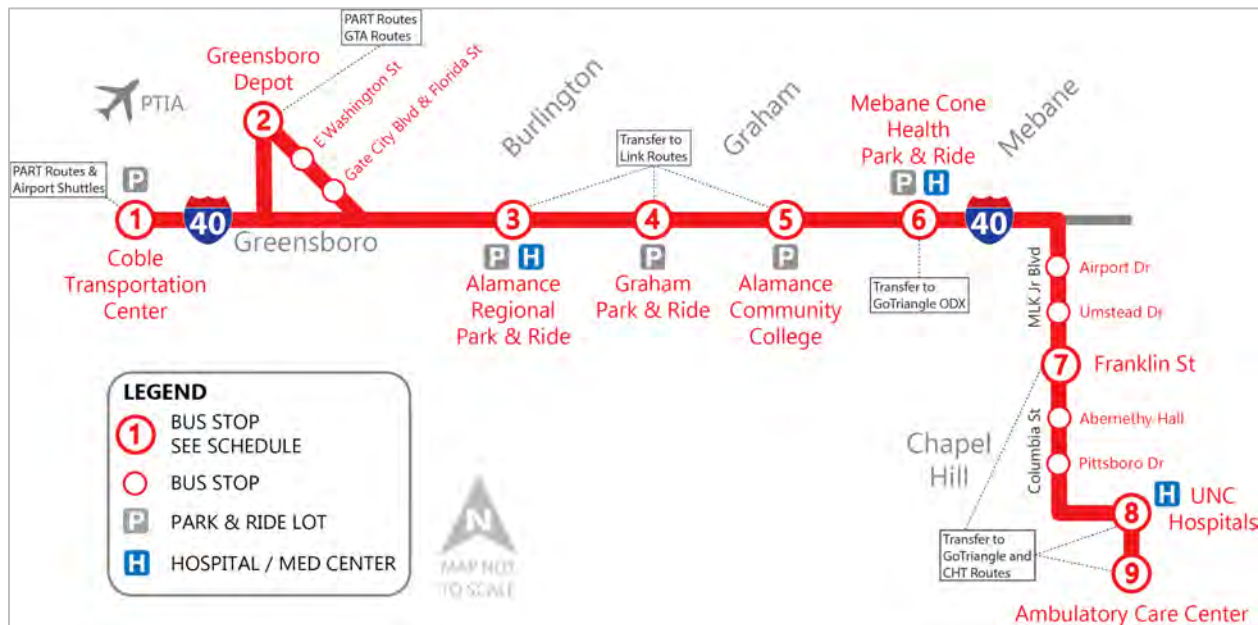 PART Routes
GTA Routes
Greensboro
Depot
E Washington St
Gate City Blvd & Florida St
PTIA
2
Burlington
Graham
Mebane
Mebane Cone
Health
Park & Ride
P H
Transfer to
Link Routes
PART Routes &
Airport Shuttles
P
1
40
Greensboro
3
4
5
6
40
Coble
Transportation
Center
P H
Alamance
Regional
Park & Ride
P
Graham
Park & Ride
P
Alamance
Community
College
Transfer to
GoTriangle ODX
MLK Jr Blvd
Airport Dr
Umstead Dr
7
Franklin St
Columbia St
Abernethy Hall
Pittsboro Dr
Chapel
Hill
8
H
UNC
Hospitals
Transfer to
GoTriangle and
CHT Routes
9
Ambulatory Care Center
LEGEND
1
BUS STOP
SEE SCHEDULE
BUS STOP
P PARK & RIDE LOT
H HOSPITAL / MED CENTER
N
MAP NOT
TO SCALE